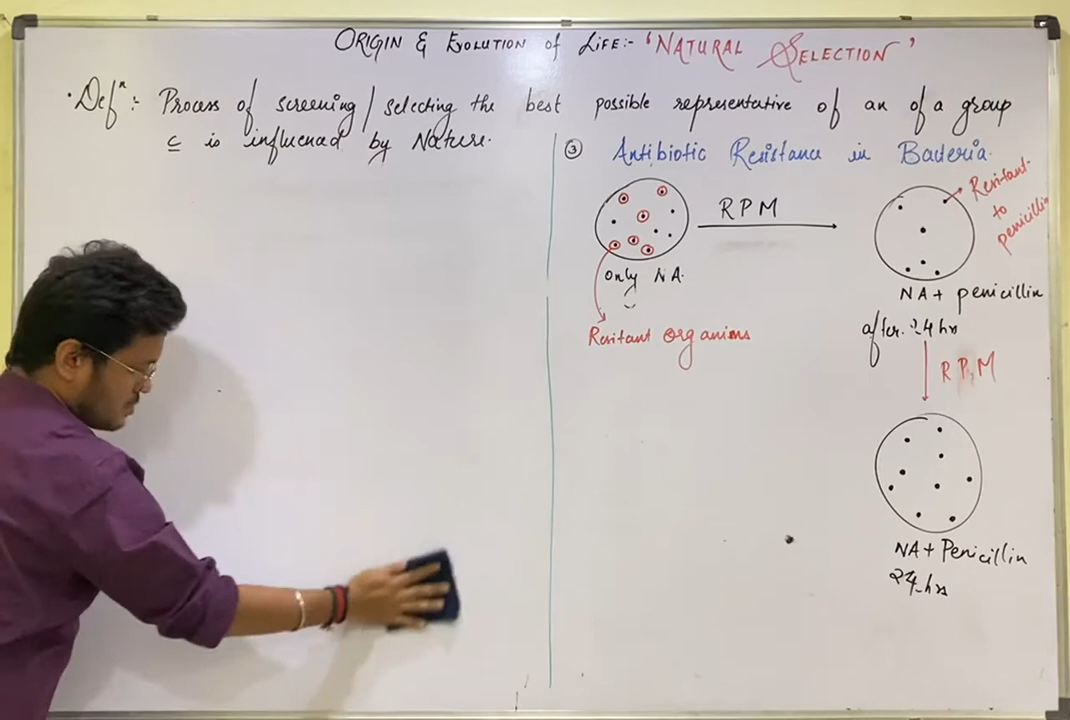 ORIGIN & EVOLUTION of LIFE:- 'NATURAL SELECTION'
• Defⁿ:- Process of screening/selecting the best possible representative of an of a group
c is influenced by Nature.
③ Antibiotic Resistance in Bacteria.
RPM
Resitant
to
penicillin
only NA.
Resitant organisms
NA + penicillin
after 24 hrs
RPM
NA + Penicillin
24 hrs